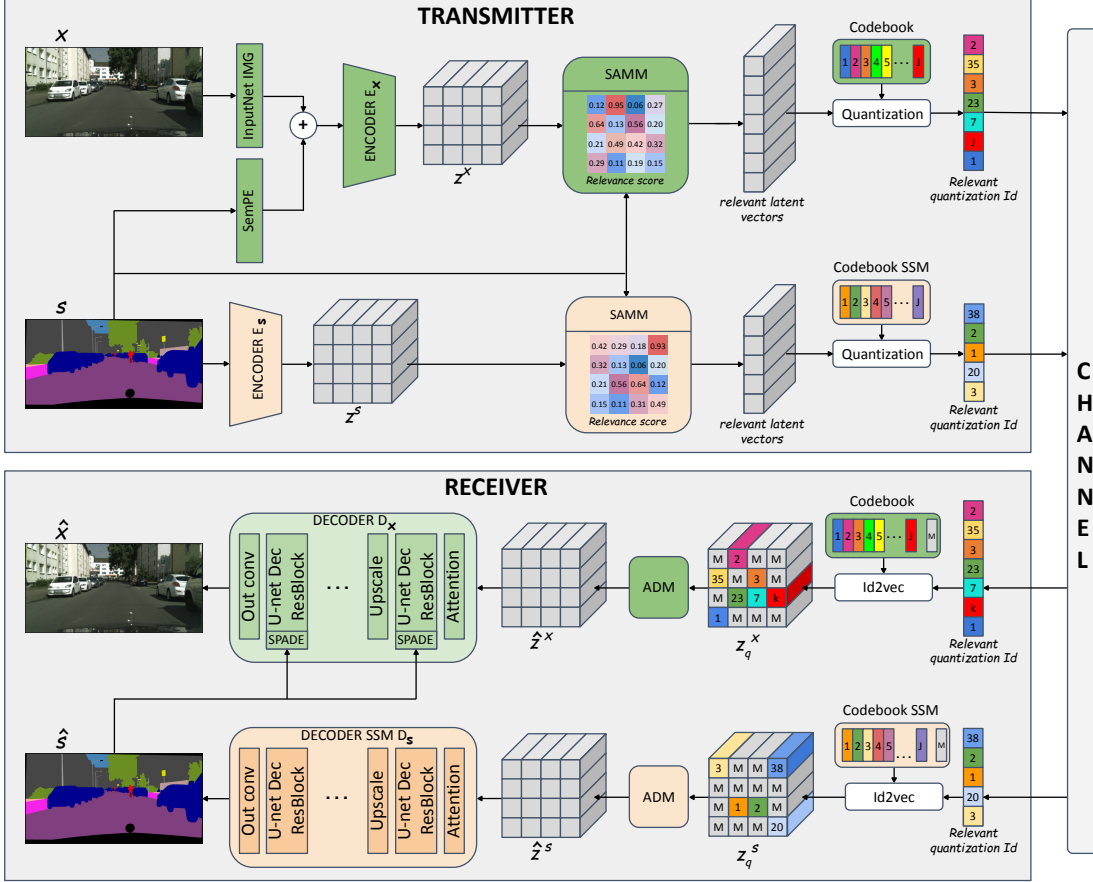 TRANSMITTER
x
InputNet IMG
SemPE
+
ENCODER Ex
z^x
SAMM
0.12 0.95 0.06 0.27
0.64 0.13 0.56 0.20
0.21 0.49 0.42 0.32
0.29 0.11 0.19 0.15
Relevance score
relevant latent
vectors
Codebook
1 2 3 4 5 ... J
Quantization
2
35
3
23
7
J
1
Relevant
quantization Id
s
ENCODER Es
z^s
SAMM
0.42 0.29 0.18 0.93
0.32 0.13 0.06 0.20
0.21 0.56 0.64 0.12
0.15 0.11 0.31 0.49
Relevance score
relevant latent
vectors
Codebook SSM
1 2 3 4 5 ... J
Quantization
38
2
1
20
3
Relevant
quantization Id
CHANNEL
RECEIVER
x̂
DECODER Dx
Out conv
U-net Dec
ResBlock
SPADE
...
Upscale
U-net Dec
ResBlock
SPADE
Attention
ẑ^x
ADM
M 2 M M
35 M 3 M
M 23 7 k
1 M M M
z_q^x
Codebook
1 2 3 4 5 ... J M
Id2vec
2
35
3
23
7
k
1
Relevant
quantization Id
ŝ
DECODER SSM Ds
Out conv
U-net Dec
ResBlock
...
Upscale
U-net Dec
ResBlock
Attention
ẑ^s
ADM
3 M M 38
M M M M
M 1 2 M
M M M 20
z_q^s
Codebook SSM
1 2 3 4 5 ... J M
Id2vec
38
2
1
20
3
Relevant
quantization Id